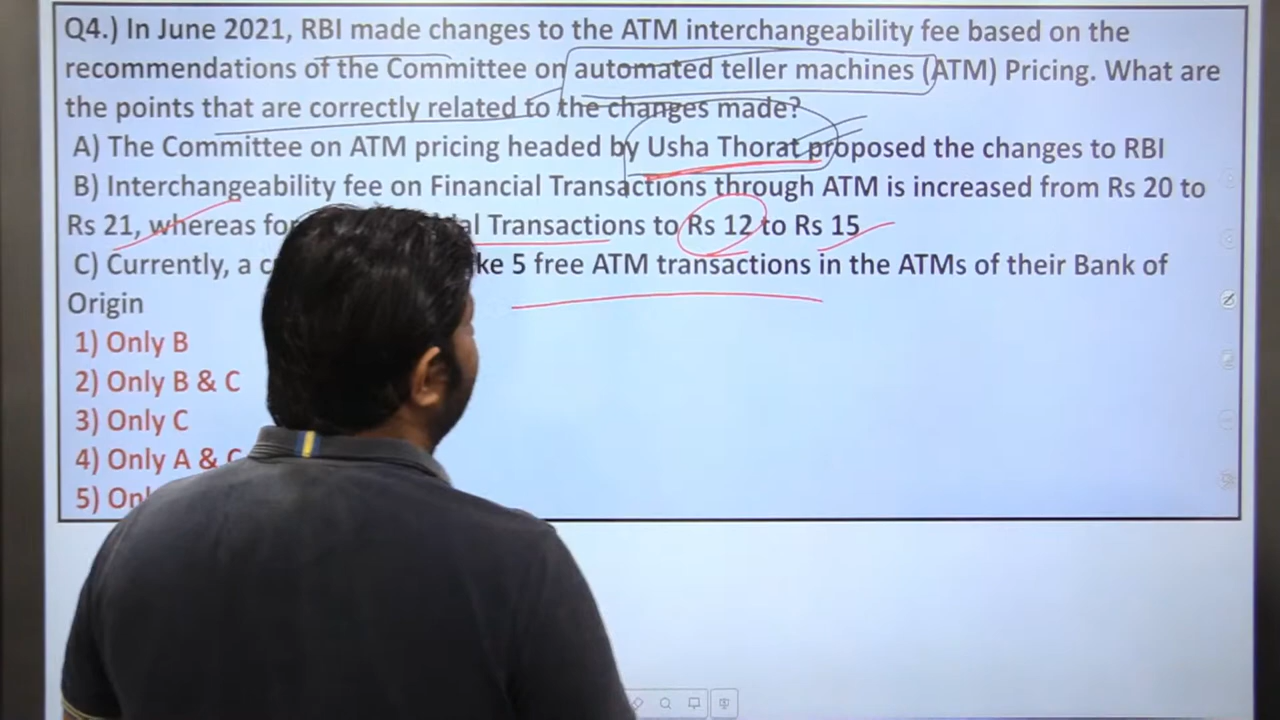 Q4.) In June 2021, RBI made changes to the ATM interchangeability fee based on the
recommendations of the Committee on automated teller machines (ATM) Pricing. What are
the points that are correctly related to the changes made?
A) The Committee on ATM pricing headed by Usha Thorat proposed the changes to RBI
B) Interchangeability fee on Financial Transactions through ATM is increased from Rs 20 to
Rs 21, whereas for Transactions to Rs 12 to Rs 15
C) Currently, a 5 free ATM transactions in the ATMs of their Bank of
Origin
1) Only B
2) Only B & C
3) Only C
4) Only A &
5)